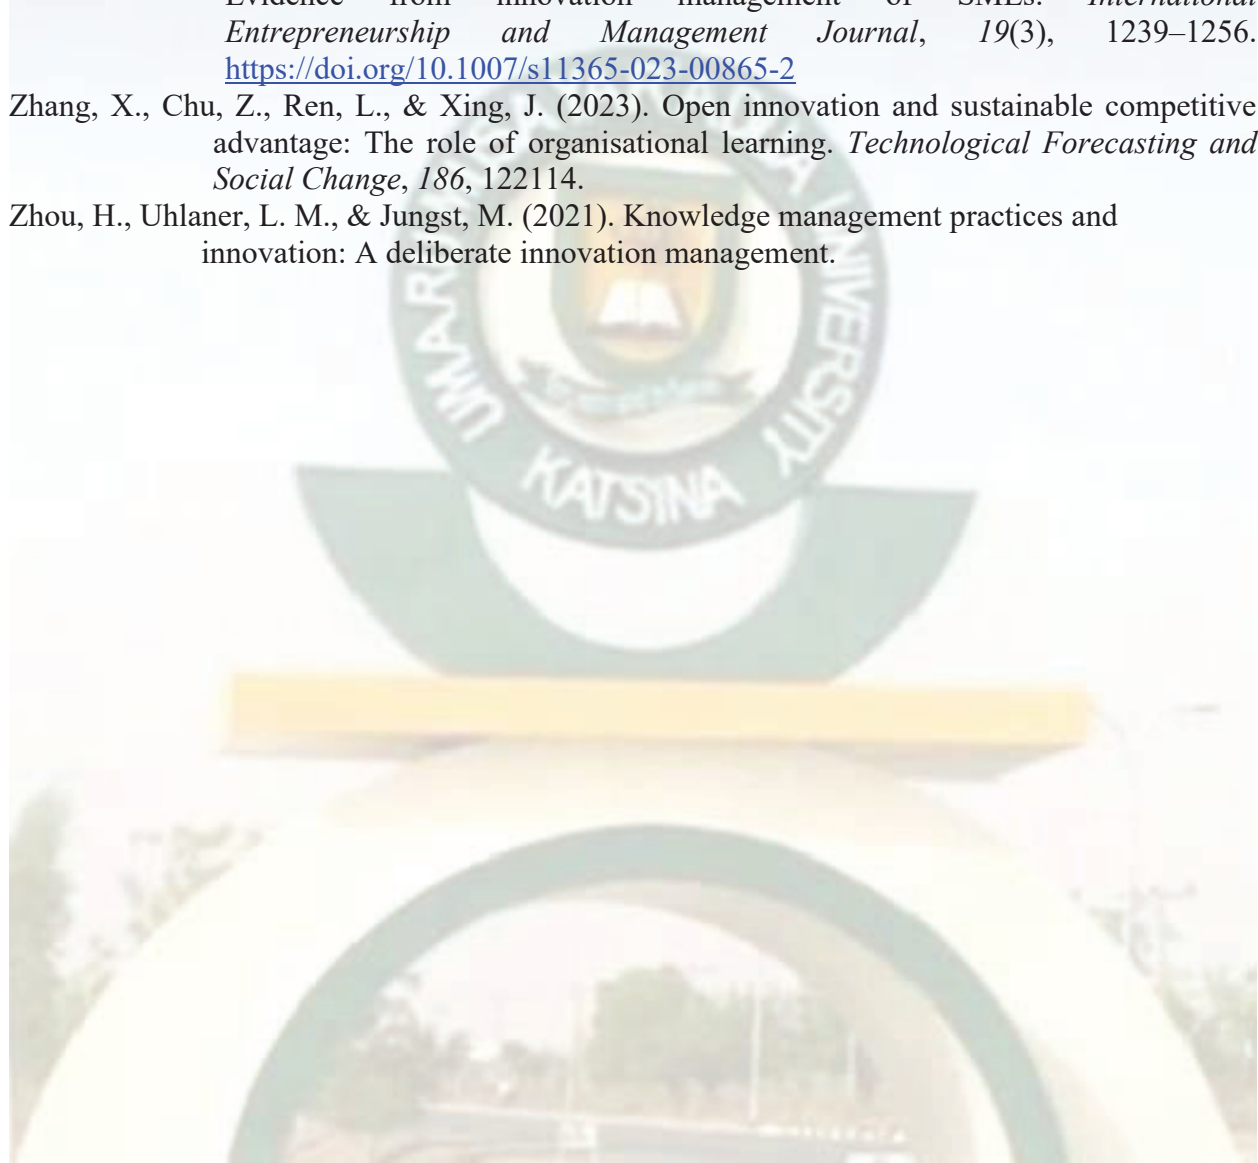 Evidence from innovation management of SMEs. International
Entrepreneurship and Management Journal, 19(3), 1239–1256.
https://doi.org/10.1007/s11365-023-00865-2
Zhang, X., Chu, Z., Ren, L., & Xing, J. (2023). Open innovation and sustainable competitive
advantage: The role of organisational learning. Technological Forecasting and
Social Change, 186, 122114.
Zhou, H., Uhlaner, L. M., & Jungst, M. (2021). Knowledge management practices and
innovation: A deliberate innovation management.
UMARU MUSA YAR'ADUA UNIVERSITY
KATSINA